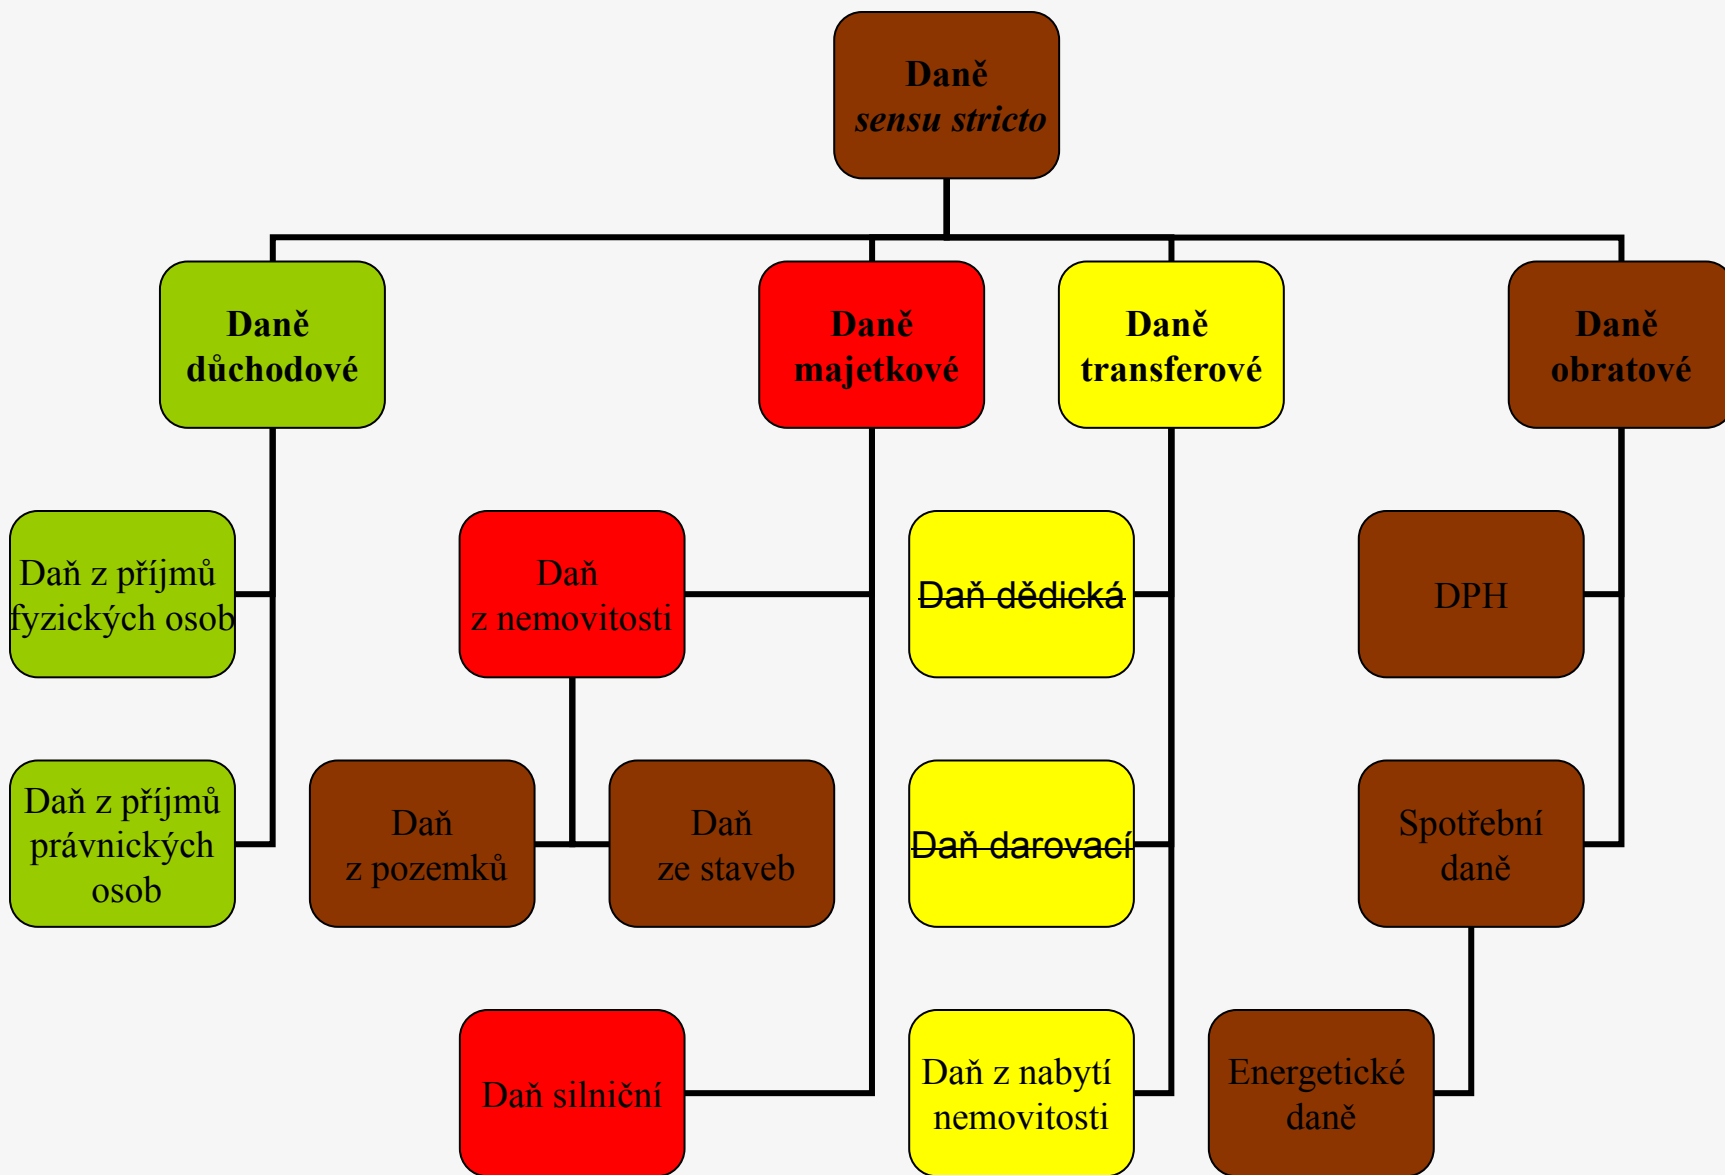 Daně
sensu stricto
Daně
důchodové
Daně
majetkové
Daně
transferové
Daně
obratové
Daň z příjmů
fyzických osob
Daň
z nemovitosti
Daň dědická
DPH
Daň z příjmů
právnických
osob
Daň
z pozemků
Daň
ze staveb
Daň darovací
Spotřební
daně
Daň silniční
Daň z nabytí
nemovitosti
Energetické
daně